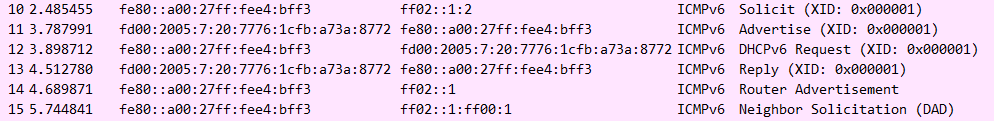 10 2.485455 fe80::a00:27ff:fee4:bff3 ff02::1:2 ICMPv6 Solicit (XID: 0x000001)
11 3.787991 fd00:2005:7:20:7776:1cfb:a73a:8772 fe80::a00:27ff:fee4:bff3 ICMPv6 Advertise (XID: 0x000001)
12 3.898712 fe80::a00:27ff:fee4:bff3 fd00:2005:7:20:7776:1cfb:a73a:8772 ICMPv6 DHCPv6 Request (XID: 0x000001)
13 4.512780 fd00:2005:7:20:7776:1cfb:a73a:8772 fe80::a00:27ff:fee4:bff3 ICMPv6 Reply (XID: 0x000001)
14 4.689871 fe80::a00:27ff:fee4:bff3 ff02::1 ICMPv6 Router Advertisement
15 5.744841 fe80::a00:27ff:fee4:bff3 ff02::1:ff00:1 ICMPv6 Neighbor Solicitation (DAD)